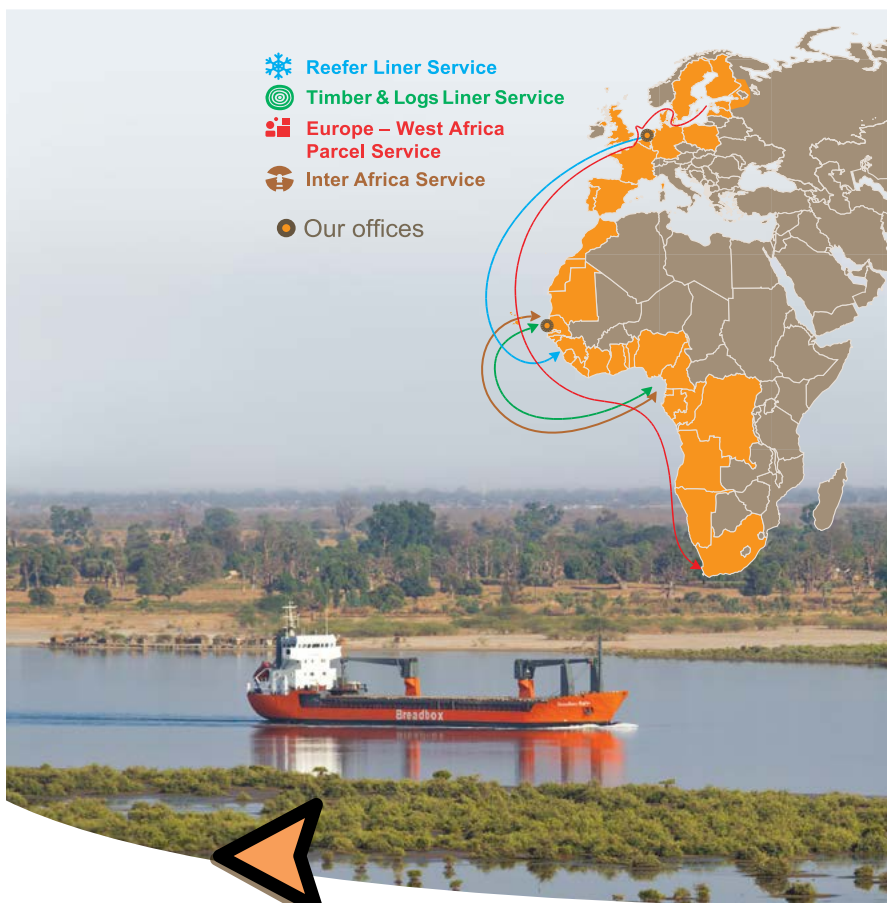 Reefer Liner Service
Timber & Logs Liner Service
Europe – West Africa
Parcel Service
Inter Africa Service
Our offices
Breadbox